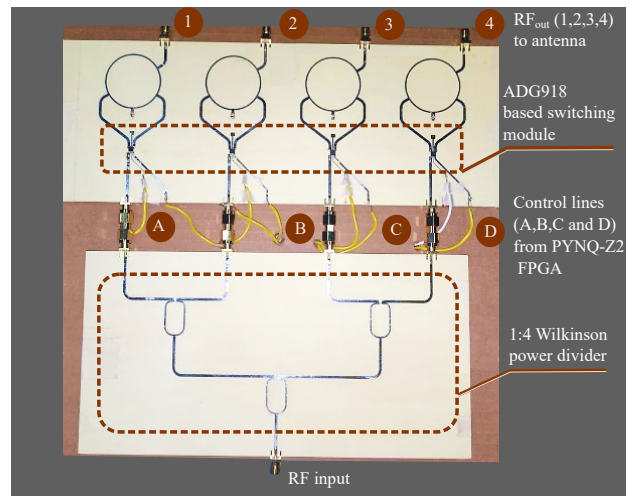 1
2
3
4
RFout (1,2,3,4)
to antenna
ADG918
based switching
module
A
B
C
D
Control lines
(A,B,C and D)
from PYNQ-Z2
FPGA
1:4 Wilkinson
power divider
RF input